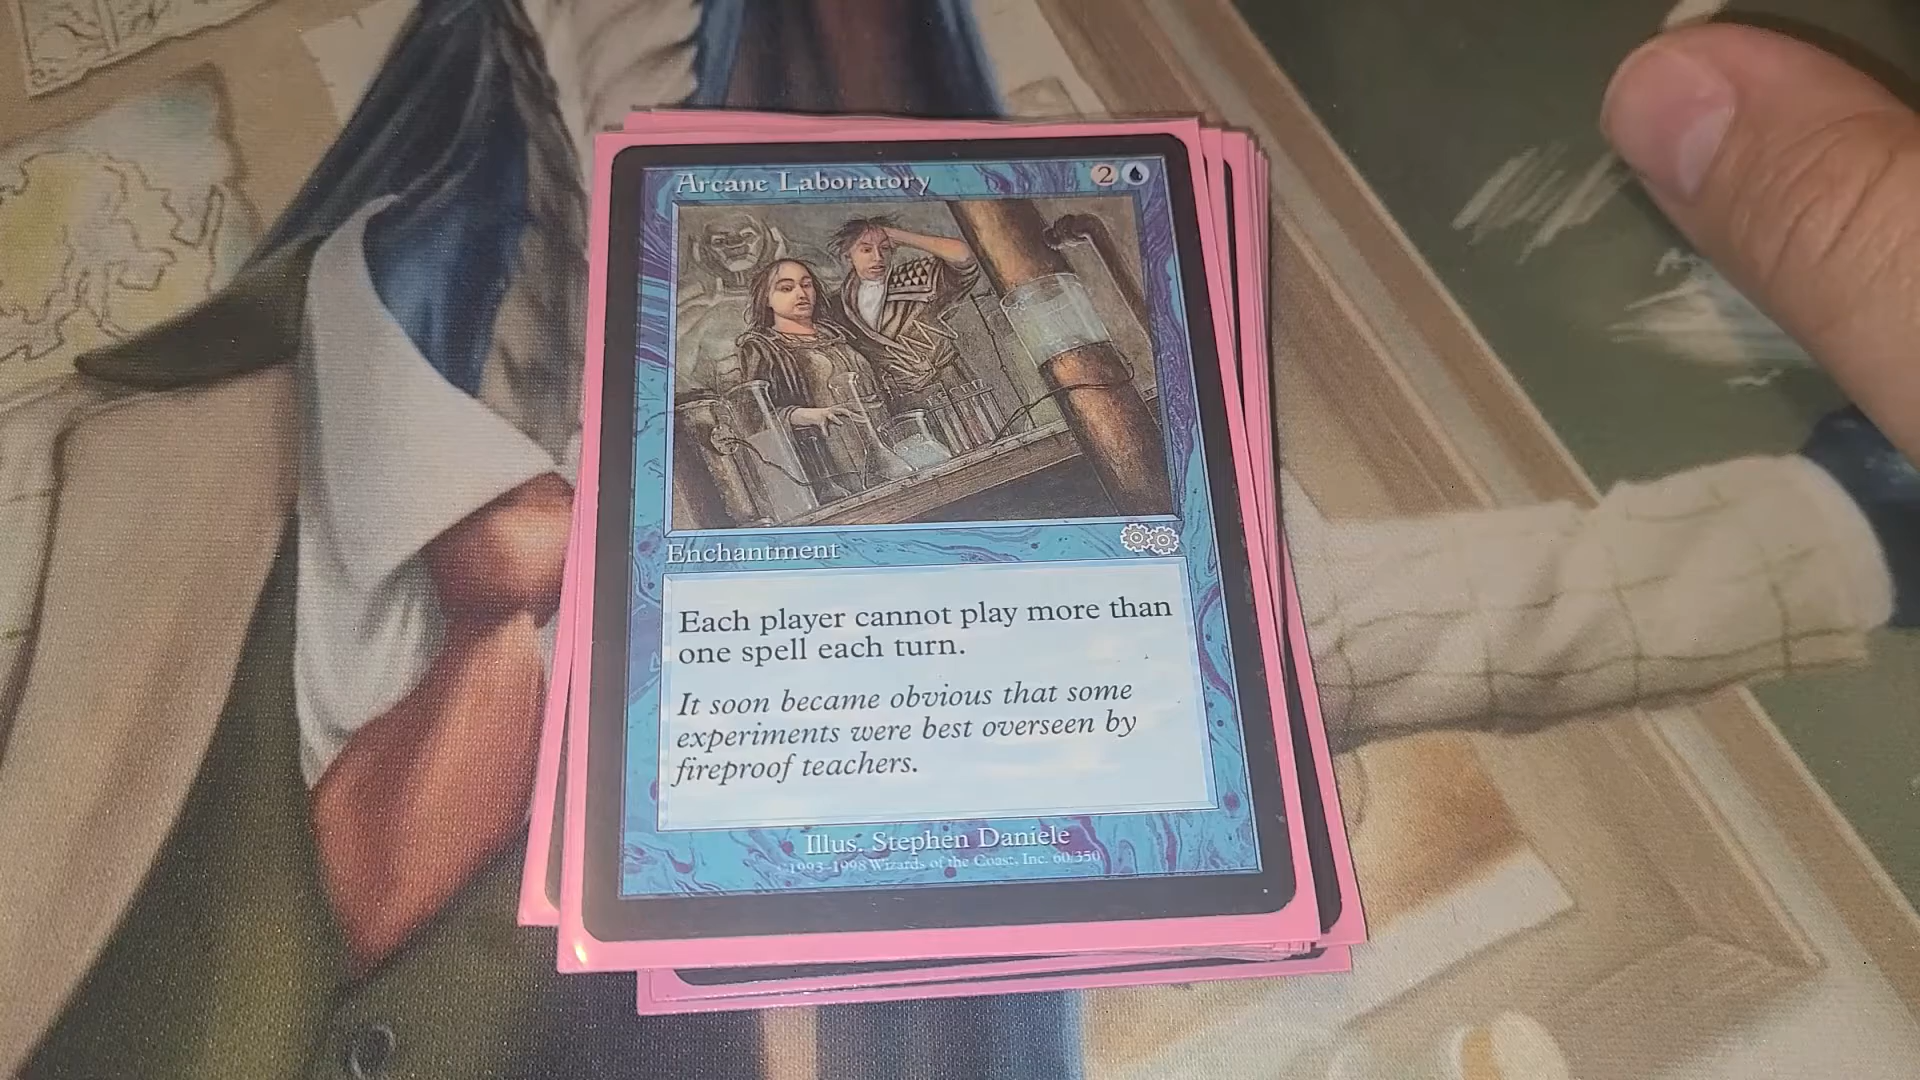 Arcane Laboratory 2
Enchantment
Each player cannot play more than
one spell each turn.
It soon became obvious that some
experiments were best overseen by
fireproof teachers.
Illus. Stephen Daniele
©1993–1998 Wizards of the Coast, Inc. 60/350